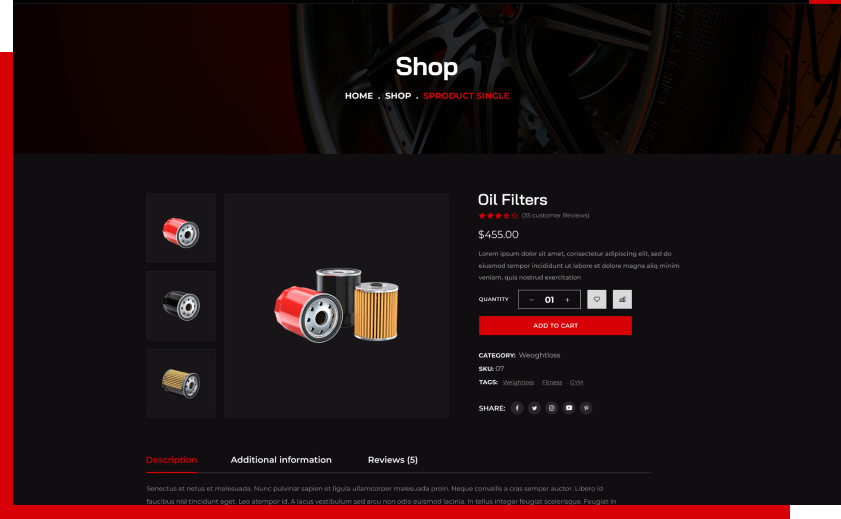 Shop
HOME . SHOP . SPRODUCT SINGLE
Oil Filters
(35 customer Reviews)
$455.00
Lorem ipsum dolor sit amet, consectetur adipiscing elit, sed do
eiusmod tempor incididunt ut labore et dolore magna aliq minim
veniam, quis nostrud exercitation
QUANTITY − 01 +
ADD TO CART
CATEGORY: Weoghtloss
SKU: 07
TAGS: Weightloss Fitness GYM
SHARE:
Description Additional information Reviews (5)
Senectus et netus et malesuada. Nunc pulvinar sapien et ligula ullamcorper malesuada proin. Neque convallis a cras semper auctor. Libero id
faucibus nisl tincidunt eget. Leo atempor id. A lacus vestibulum sed arcu non odio euismod lacinia. In tellus integer feugiat scelerisque. Feugiat in